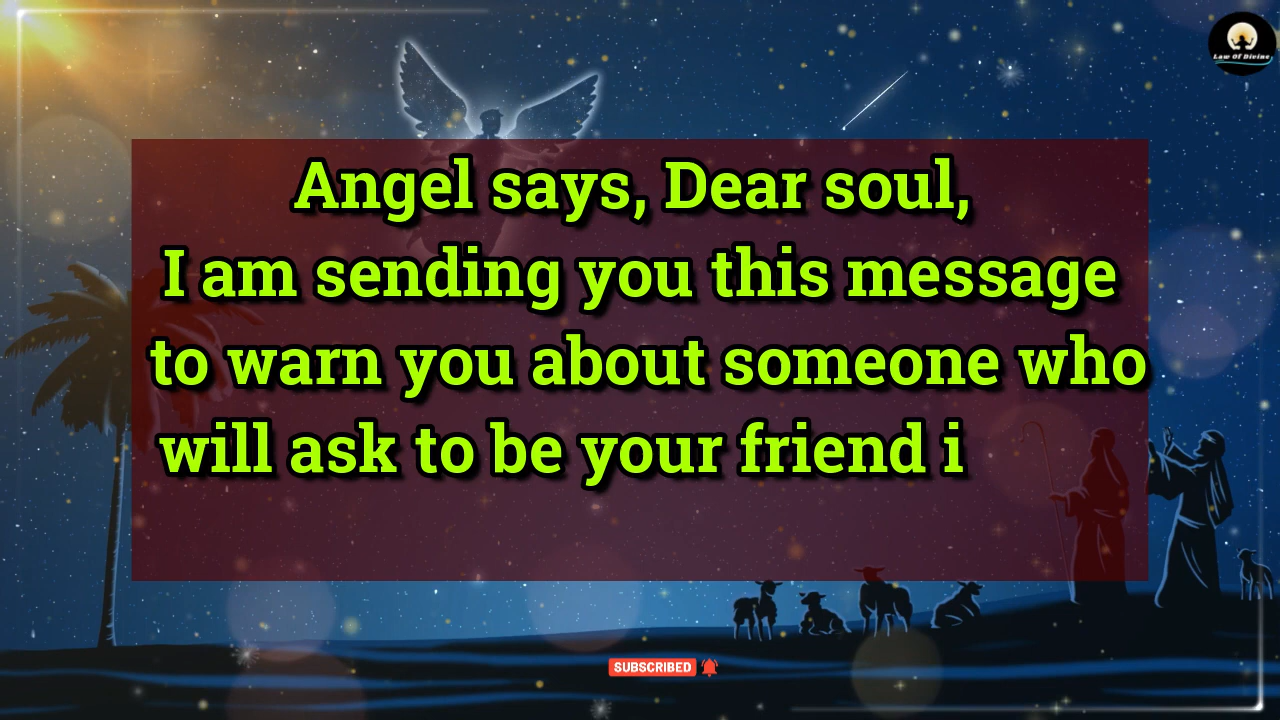 Law Of Divine
Angel says, Dear soul,
I am sending you this message
to warn you about someone who
will ask to be your friend i
SUBSCRIBED